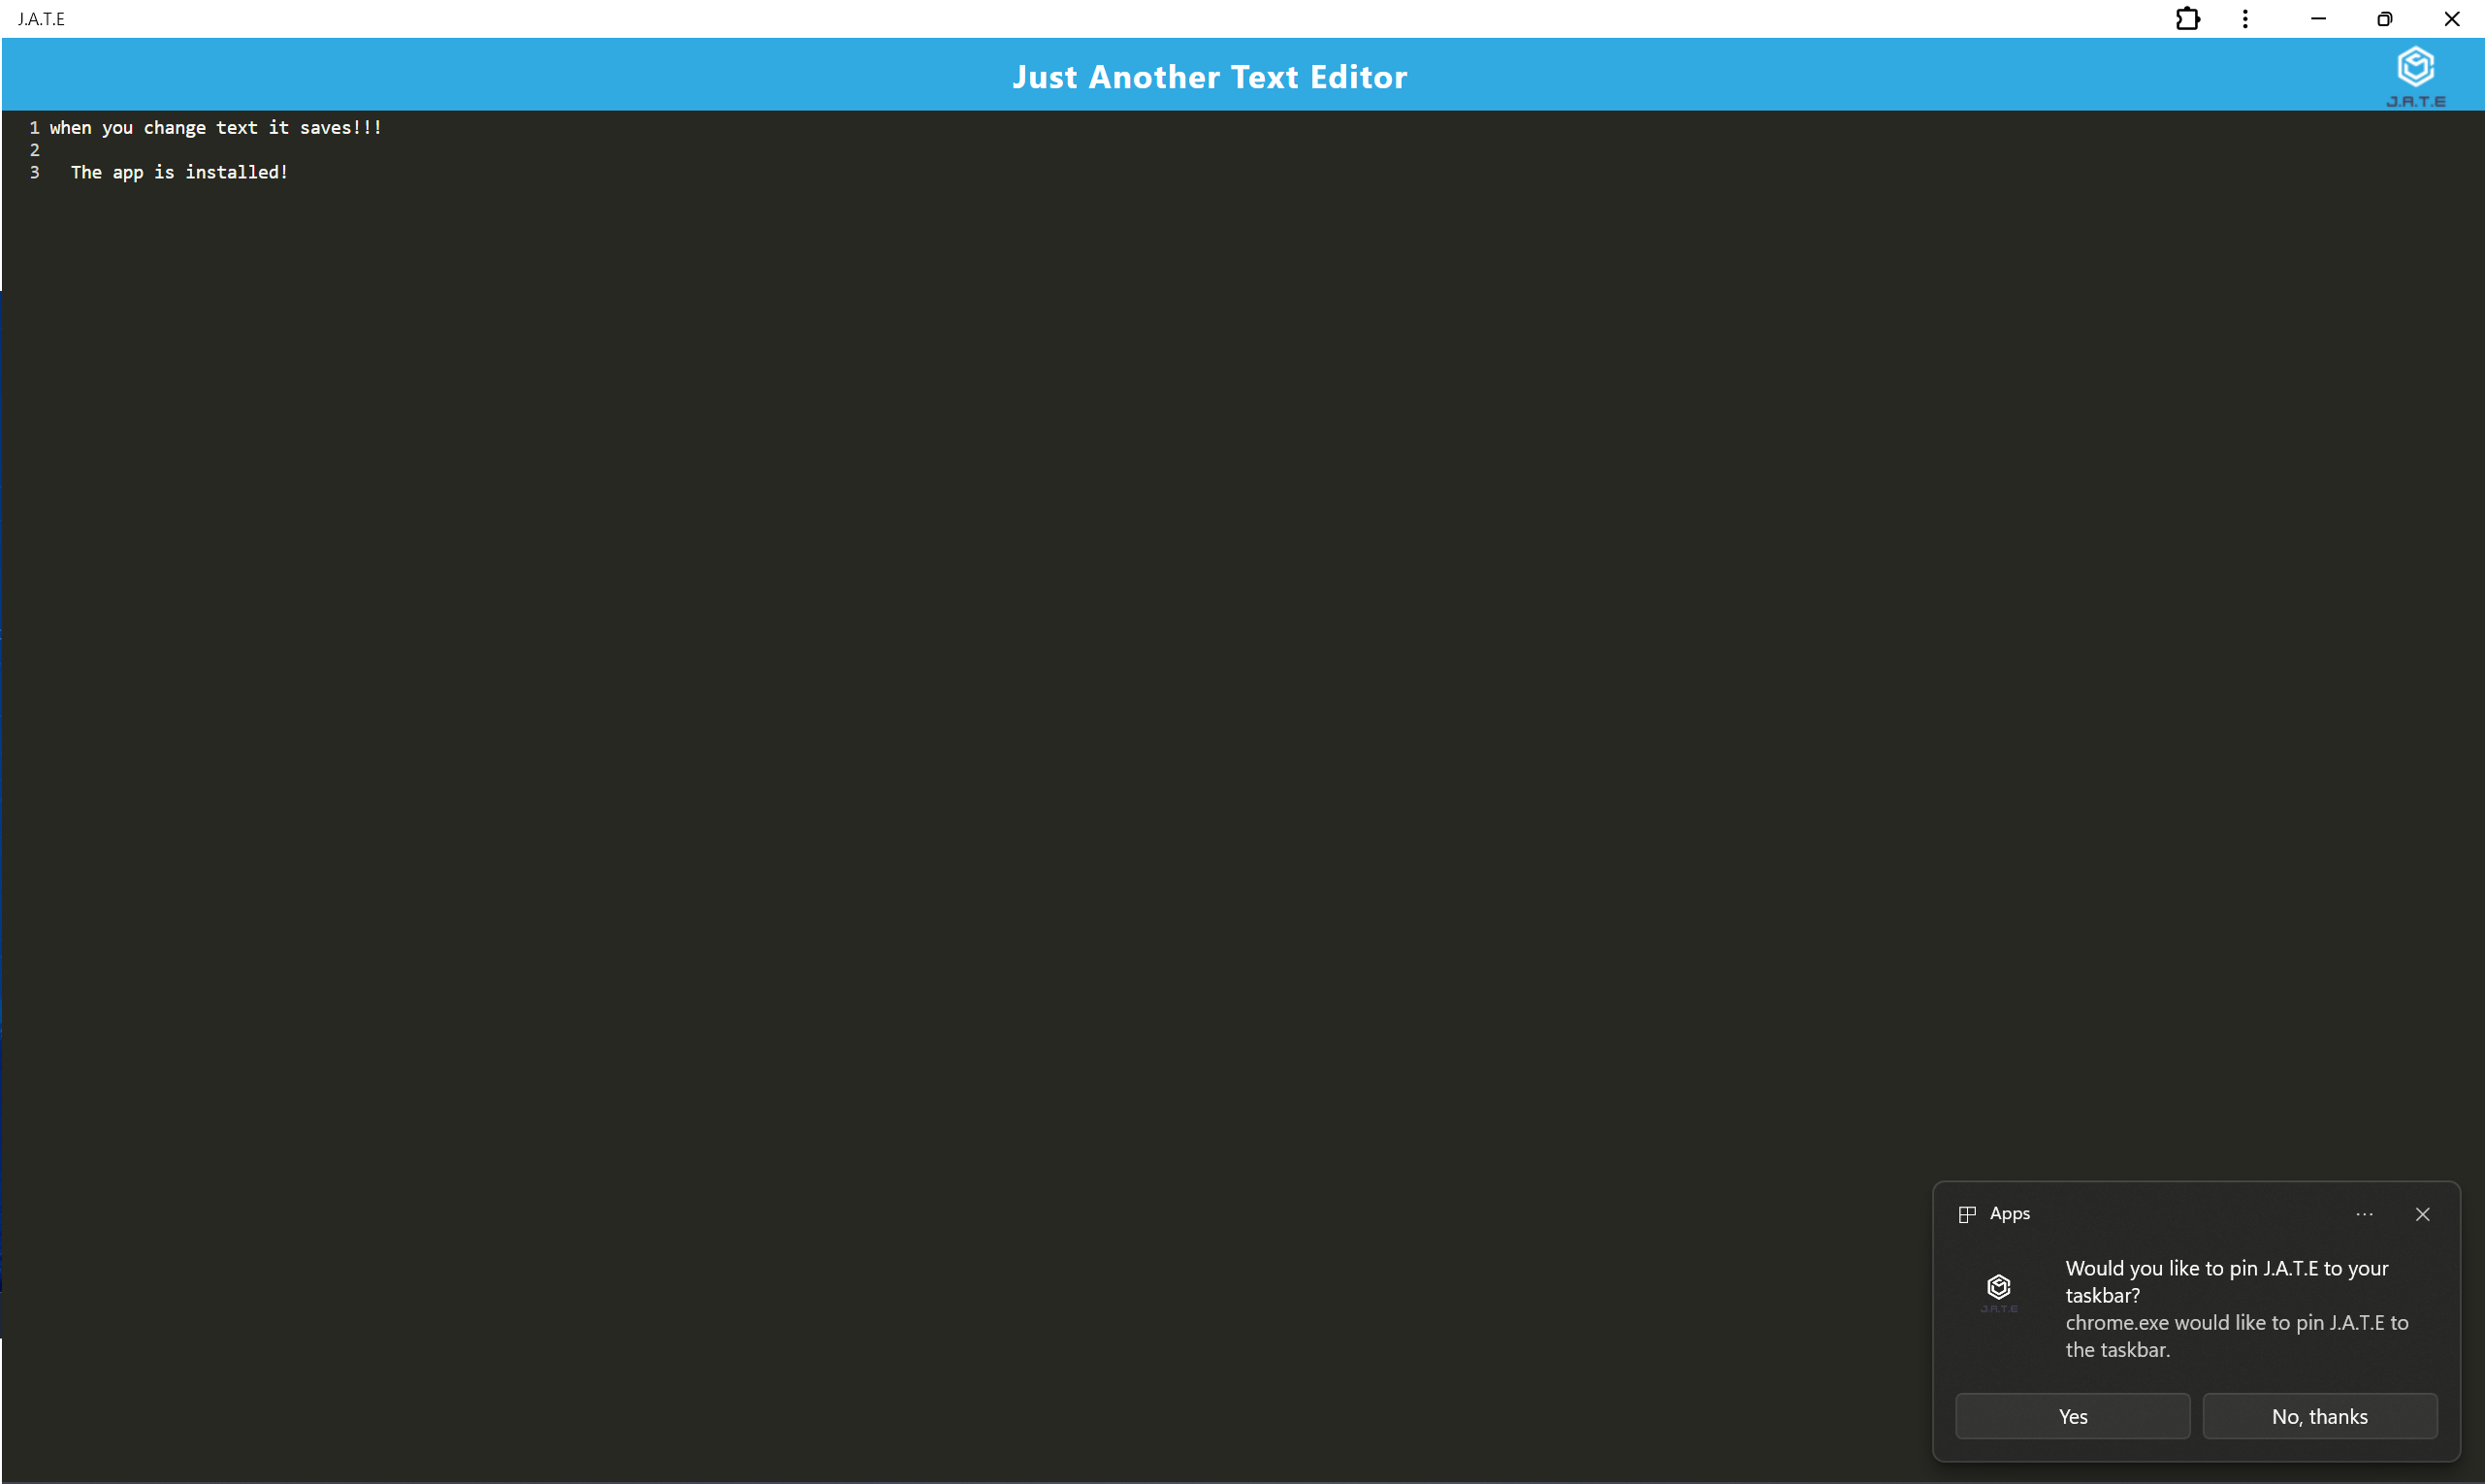 J.A.T.E
Just Another Text Editor
J.A.T.E
1 when you change text it saves!!!
2
3 The app is installed!
Apps
Would you like to pin J.A.T.E to your
taskbar?
chrome.exe would like to pin J.A.T.E to
the taskbar.
J.A.T.E
Yes
No, thanks